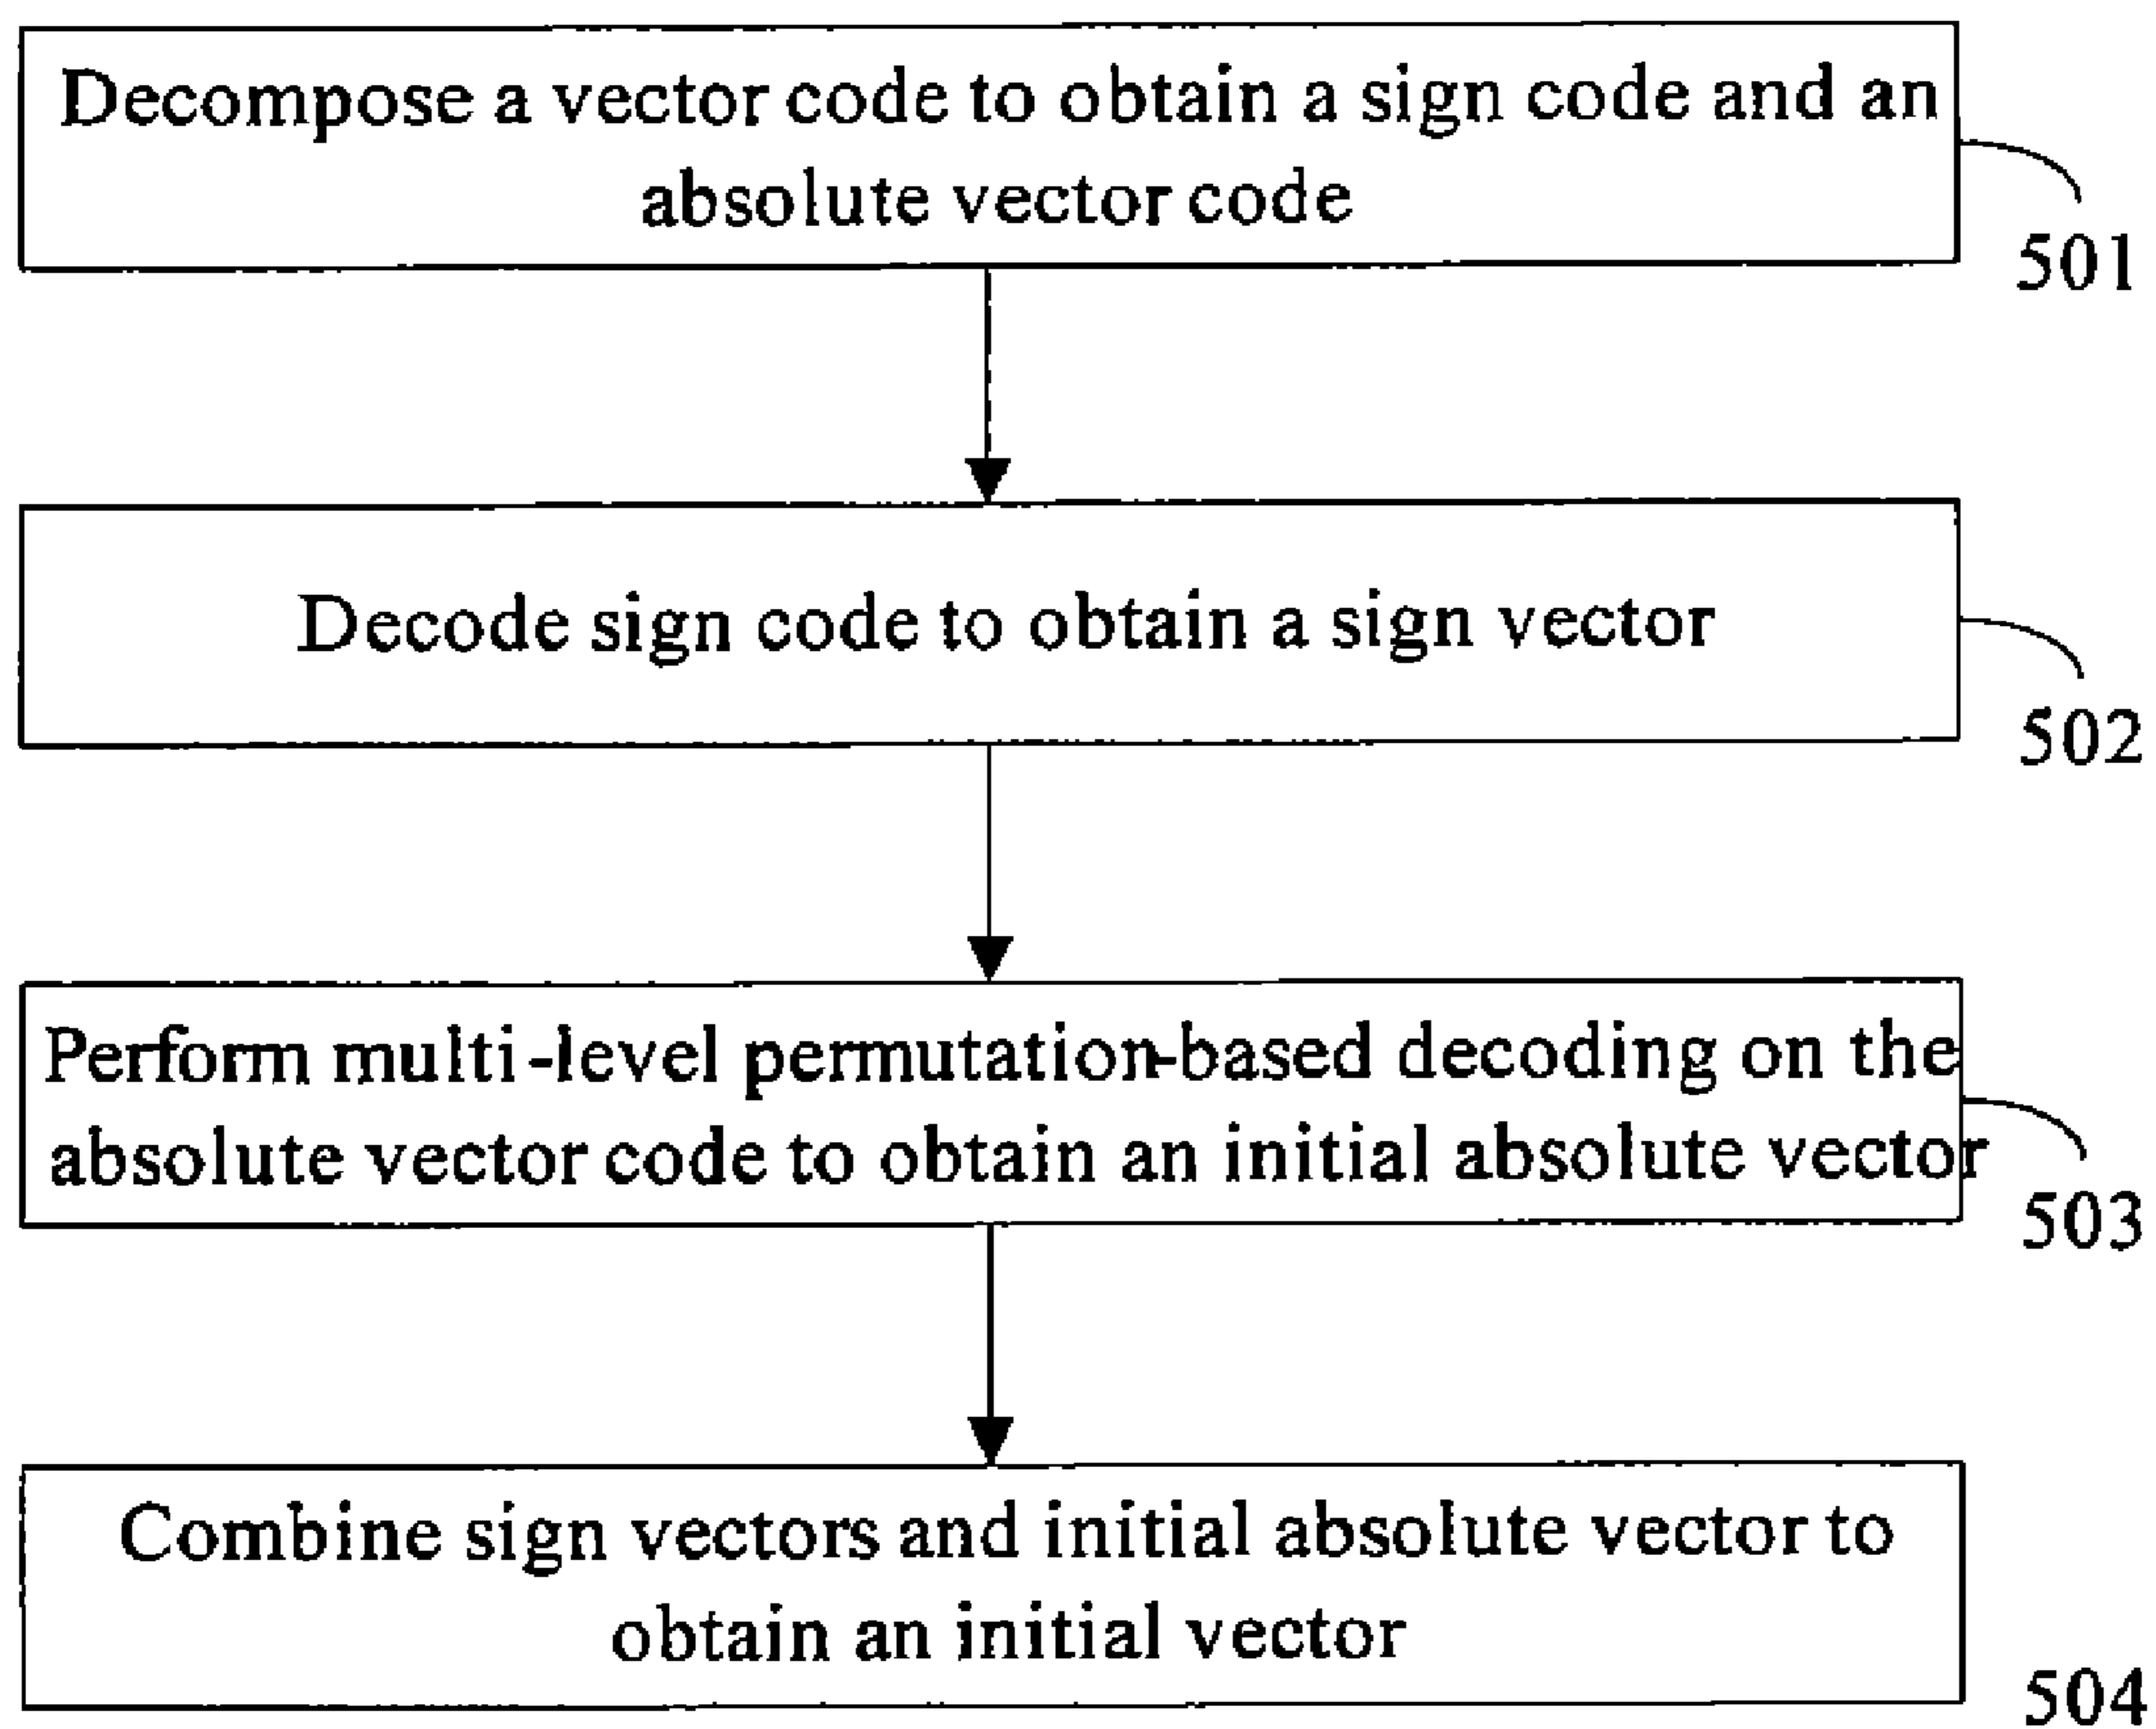 Decompose a vector code to obtain a sign code and an
absolute vector code
501
Decode sign code to obtain a sign vector
502
Perform multi-level permutation-based decoding on the
absolute vector code to obtain an initial absolute vector
503
Combine sign vectors and initial absolute vector to
obtain an initial vector
504